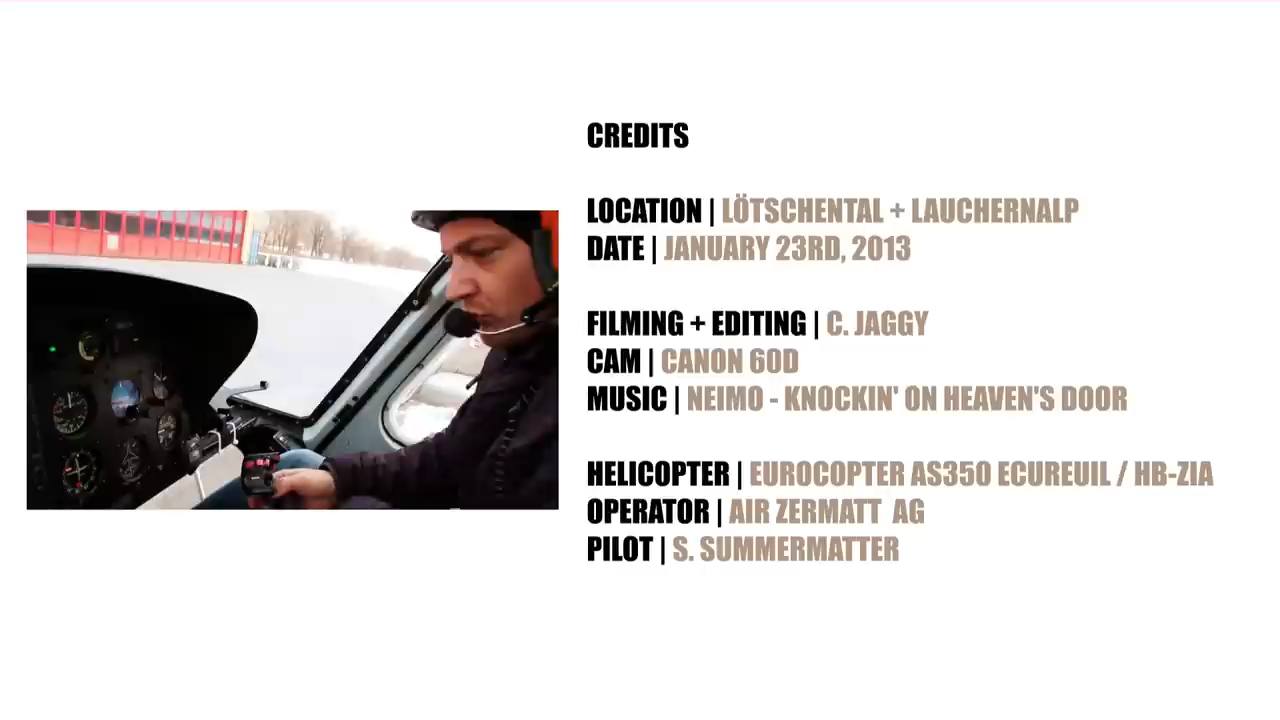 CREDITS
LOCATION | LÖTSCHENTAL + LAUCHERNALP
DATE | JANUARY 23RD, 2013
FILMING + EDITING | C. JAGGY
CAM | CANON 60D
MUSIC | NEIMO - KNOCKIN' ON HEAVEN'S DOOR
HELICOPTER | EUROCOPTER AS350 ECUREUIL / HB-ZIA
OPERATOR | AIR ZERMATT AG
PILOT | S. SUMMERMATTER